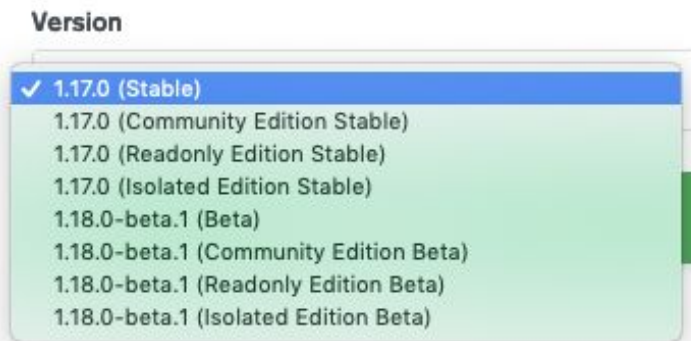 Version
✓ 1.17.0 (Stable)
1.17.0 (Community Edition Stable)
1.17.0 (Readonly Edition Stable)
1.17.0 (Isolated Edition Stable)
1.18.0-beta.1 (Beta)
1.18.0-beta.1 (Community Edition Beta)
1.18.0-beta.1 (Readonly Edition Beta)
1.18.0-beta.1 (Isolated Edition Beta)